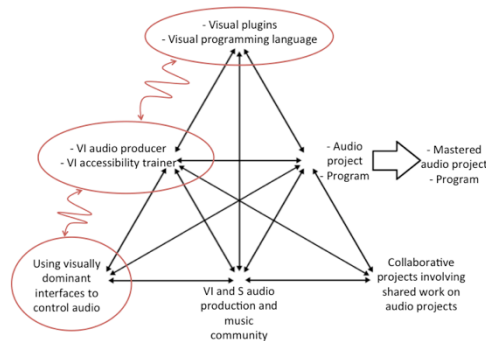 - Visual plugins
- Visual programming language
- VI audio producer
- VI accessibility trainer
- Audio
project
- Program
- Mastered
audio project
- Program
Using visually
dominant
interfaces to
control audio
VI and S audio
production and
music
community
Collaborative
projects involving
shared work on
audio projects